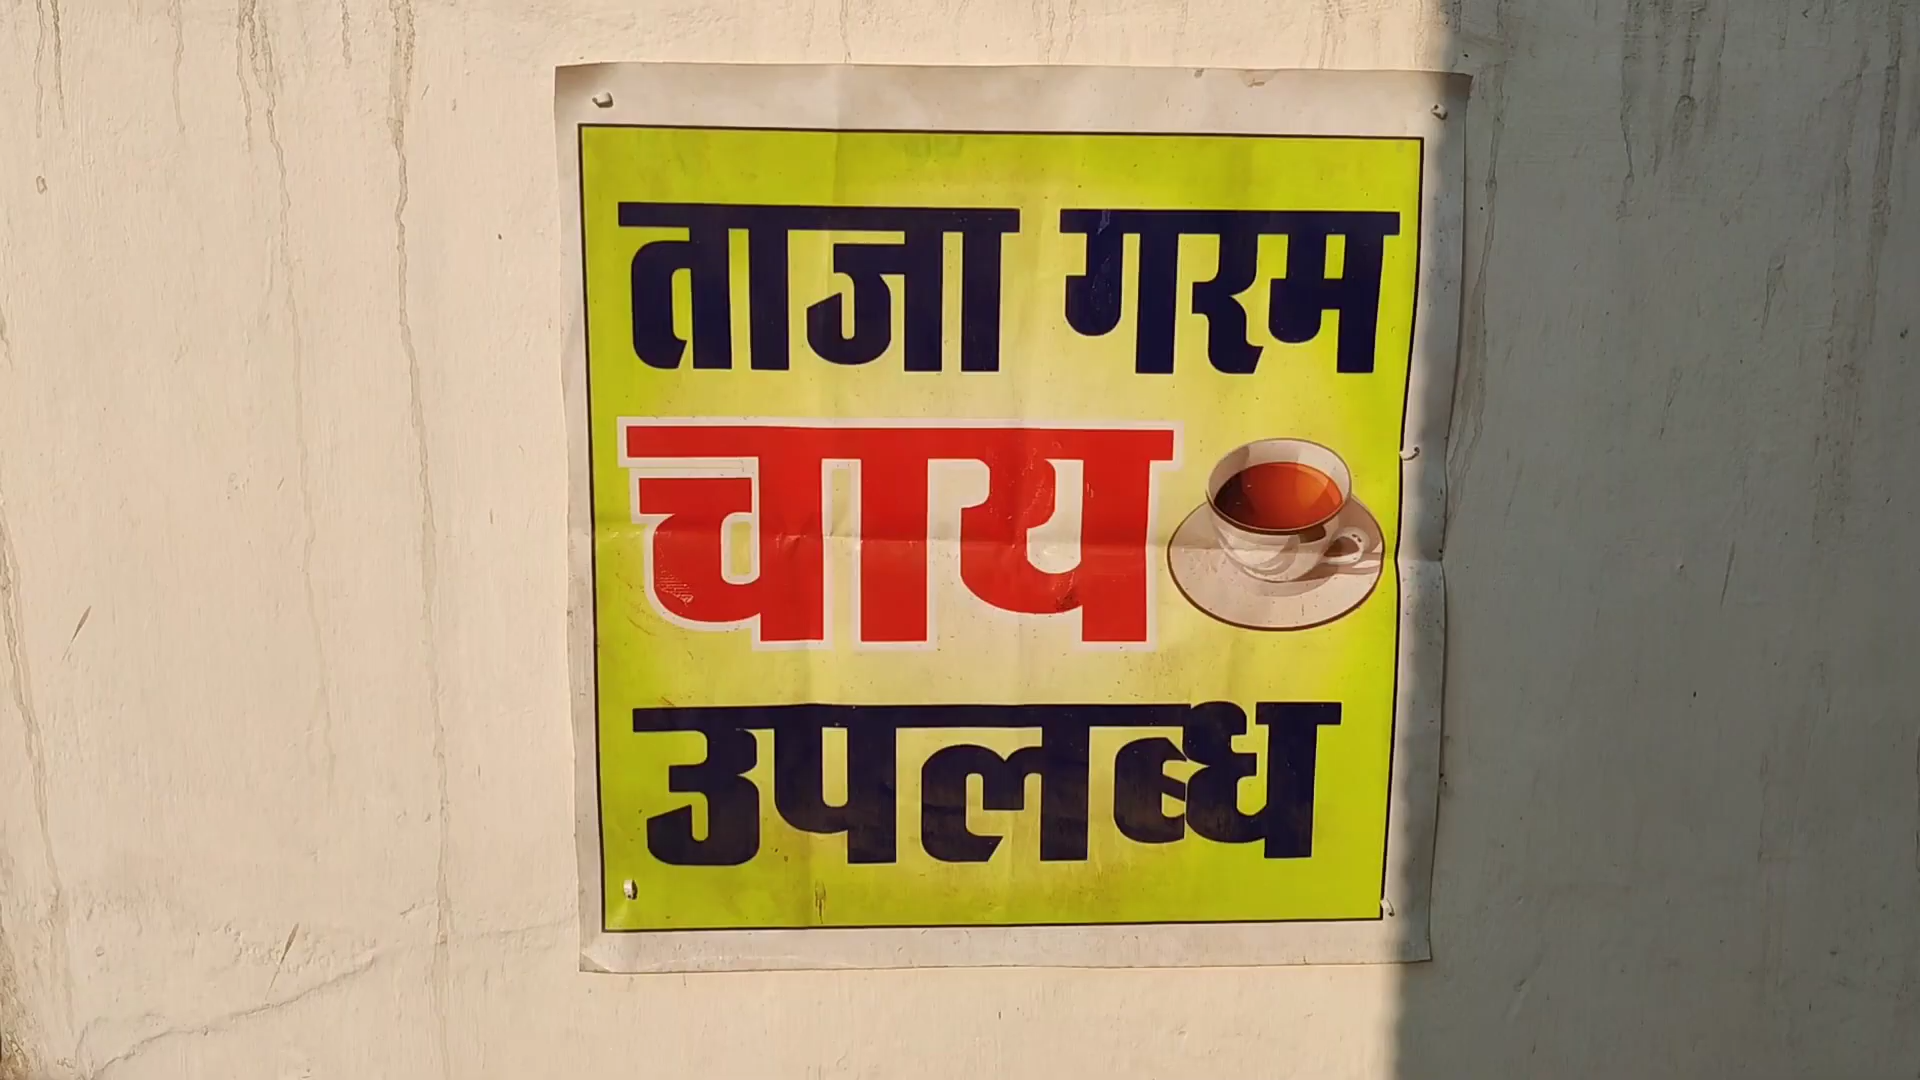 ताजा गरम
चाय
उपलब्ध